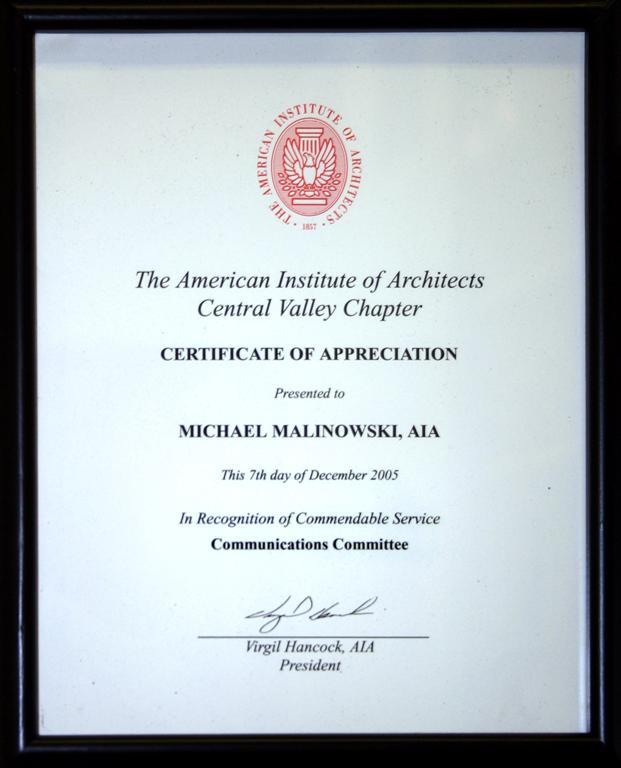 THE AMERICAN INSTITUTE OF ARCHITECTS
1857
The American Institute of Architects
Central Valley Chapter
CERTIFICATE OF APPRECIATION
Presented to
MICHAEL MALINOWSKI, AIA
This 7th day of December 2005
In Recognition of Commendable Service
Communications Committee
Virgil Hancock, AIA
President